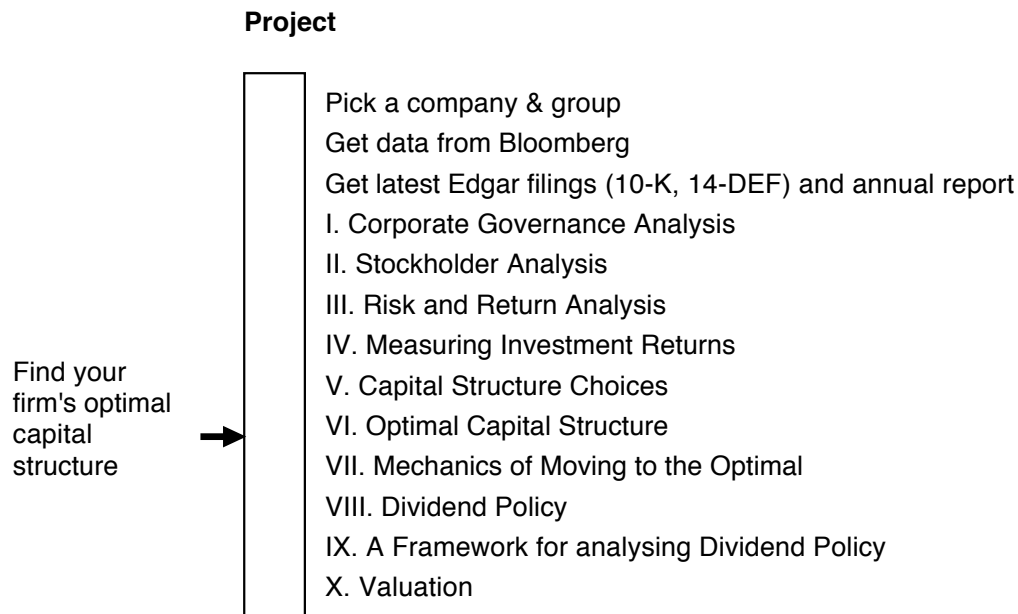 Project
Pick a company & group
Get data from Bloomberg
Get latest Edgar filings (10-K, 14-DEF) and annual report
I. Corporate Governance Analysis
II. Stockholder Analysis
III. Risk and Return Analysis
IV. Measuring Investment Returns
V. Capital Structure Choices
VI. Optimal Capital Structure
VII. Mechanics of Moving to the Optimal
VIII. Dividend Policy
IX. A Framework for analysing Dividend Policy
X. Valuation
Find your
firm's optimal
capital
structure